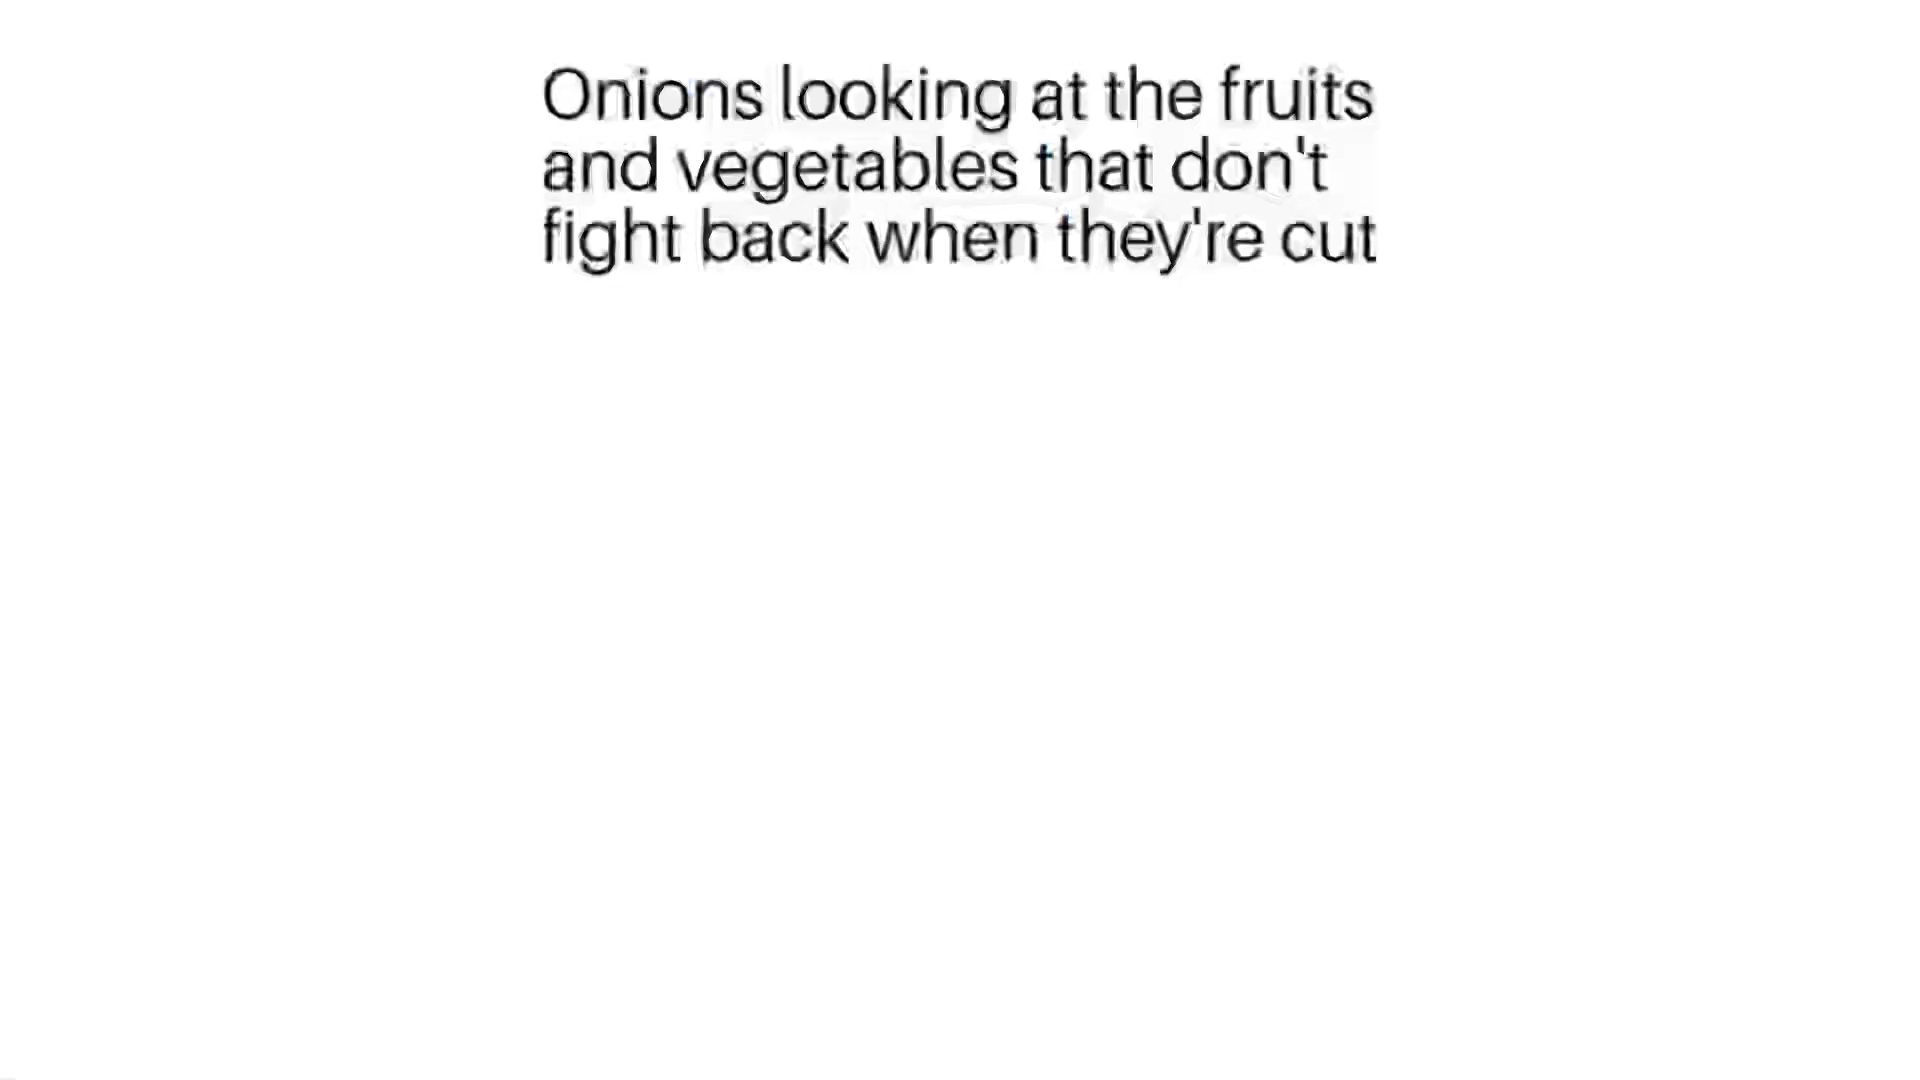 Onions looking at the fruits
and vegetables that don't
fight back when they're cut